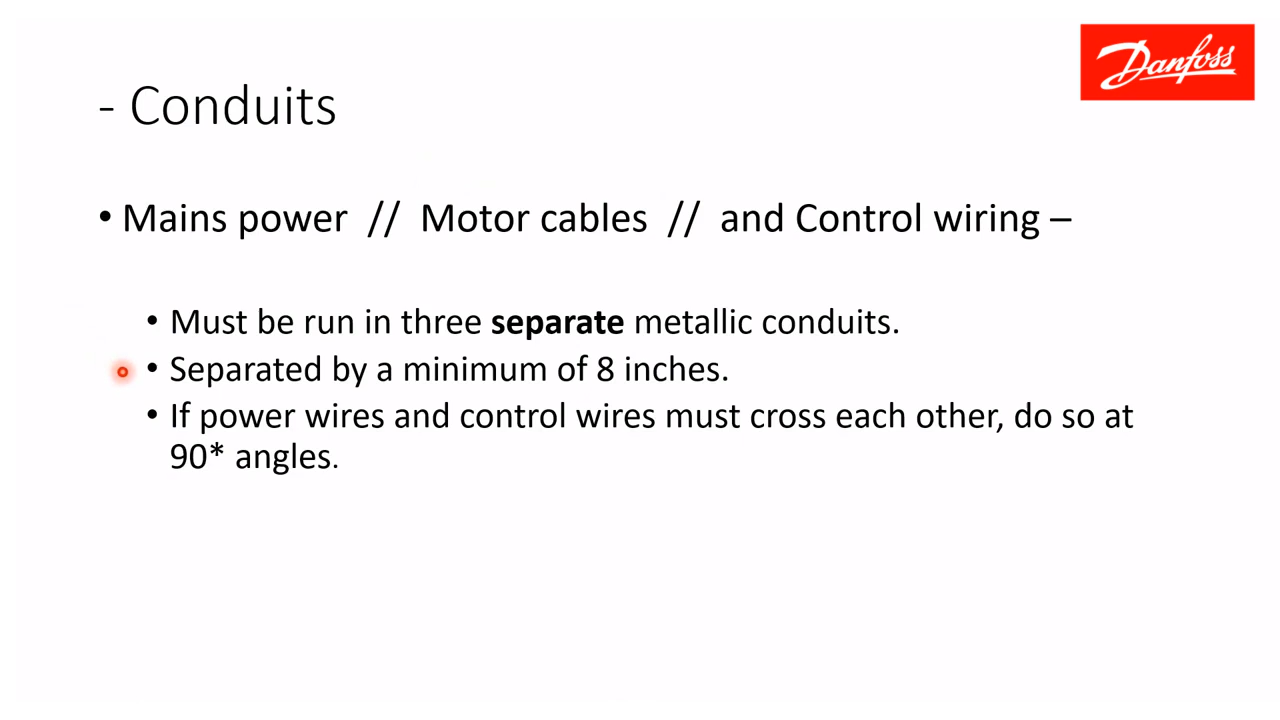 Danfoss
- Conduits
• Mains power // Motor cables // and Control wiring –
• Must be run in three separate metallic conduits.
• Separated by a minimum of 8 inches.
• If power wires and control wires must cross each other, do so at
90* angles.